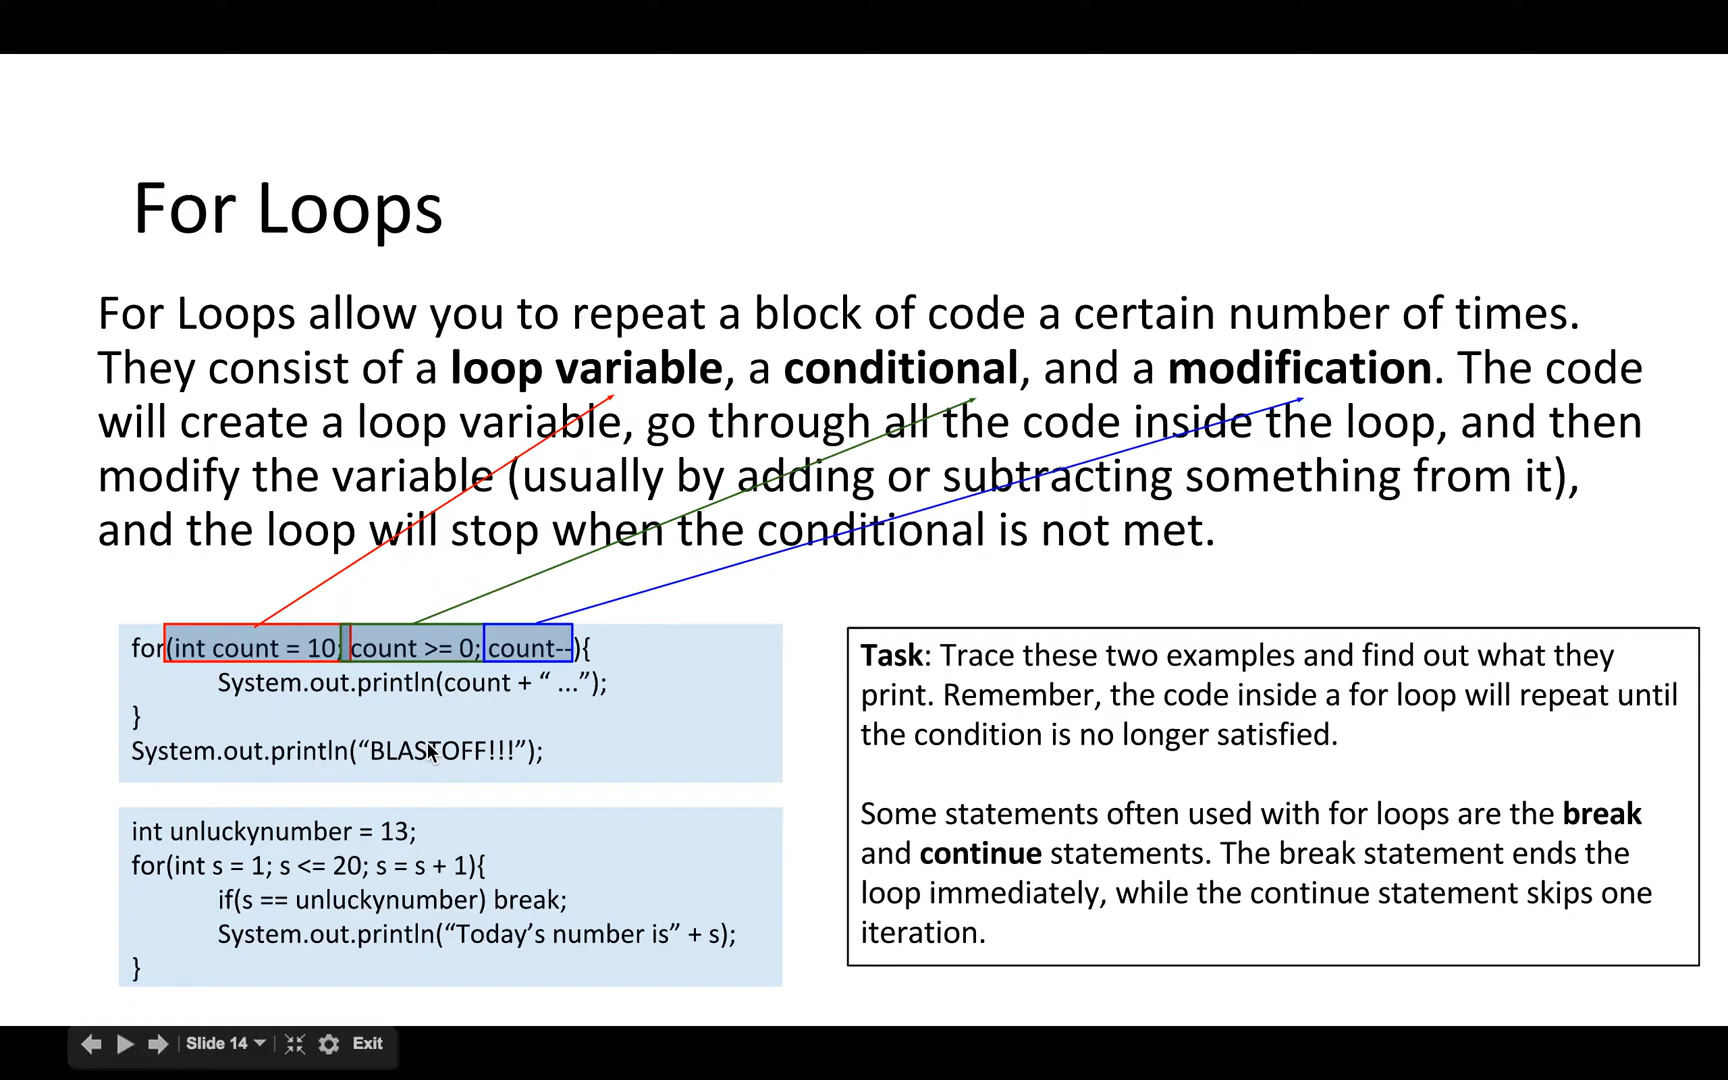 For Loops
For Loops allow you to repeat a block of code a certain number of times.
They consist of a loop variable, a conditional, and a modification. The code
will create a loop variable, go through all the code inside the loop, and then
modify the variable (usually by adding or subtracting something from it),
and the loop will stop when the conditional is not met.
for(int count = 10; count >= 0; count--){
System.out.println(count + “ ...”);
}
System.out.println(“BLASTOFF!!!”);
int unluckynumber = 13;
for(int s = 1; s <= 20; s = s + 1){
if(s == unluckynumber) break;
System.out.println(“Today’s number is” + s);
}
Task: Trace these two examples and find out what they
print. Remember, the code inside a for loop will repeat until
the condition is no longer satisfied.
Some statements often used with for loops are the break
and continue statements. The break statement ends the
loop immediately, while the continue statement skips one
iteration.
Slide 14
Exit